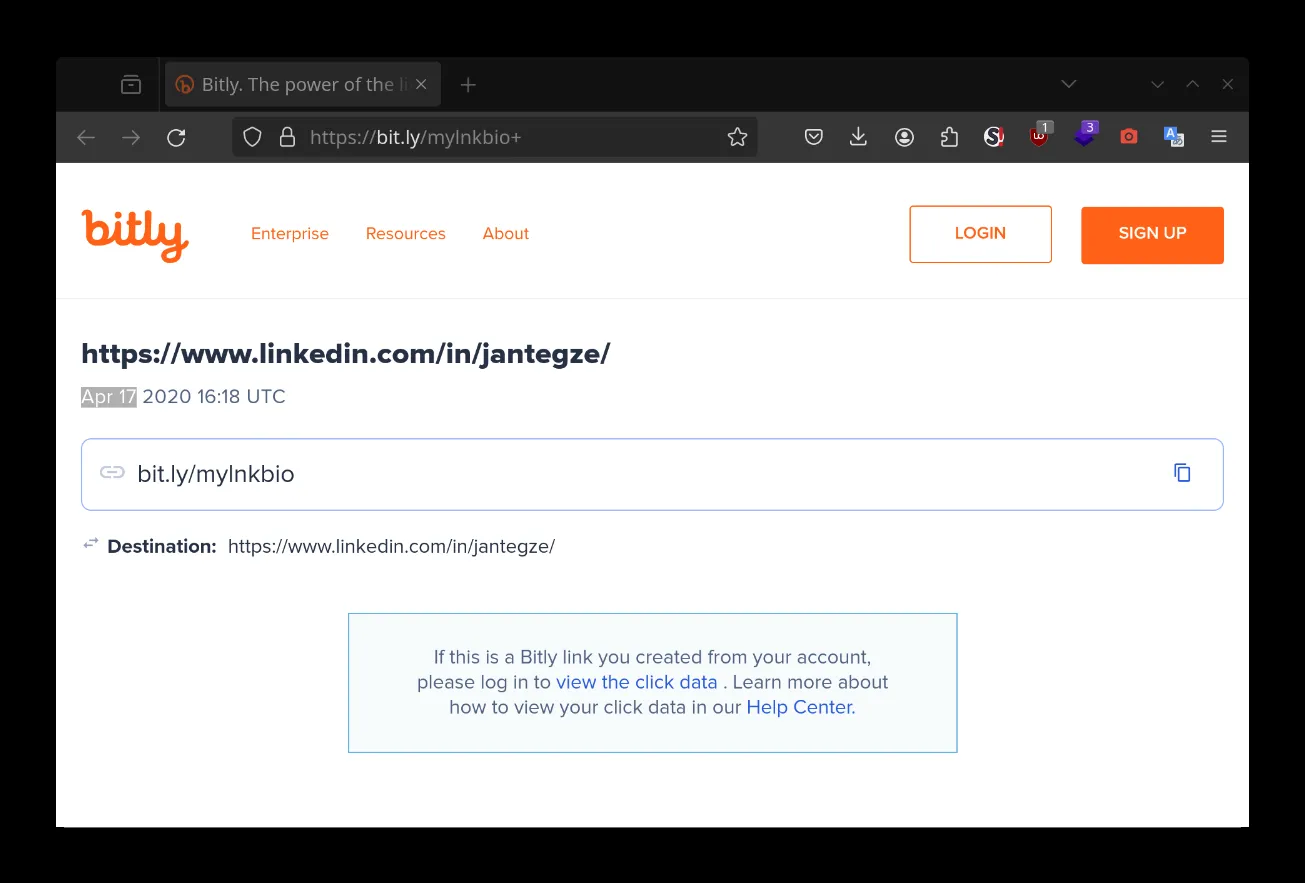 Bitly. The power of the li
https://bit.ly/mylnkbio+
1
3
bitly
Enterprise
Resources
About
LOGIN
SIGN UP
https://www.linkedin.com/in/jantegze/
Apr 17 2020 16:18 UTC
bit.ly/mylnkbio
Destination: https://www.linkedin.com/in/jantegze/
If this is a Bitly link you created from your account,
please log in to view the click data . Learn more about
how to view your click data in our Help Center.